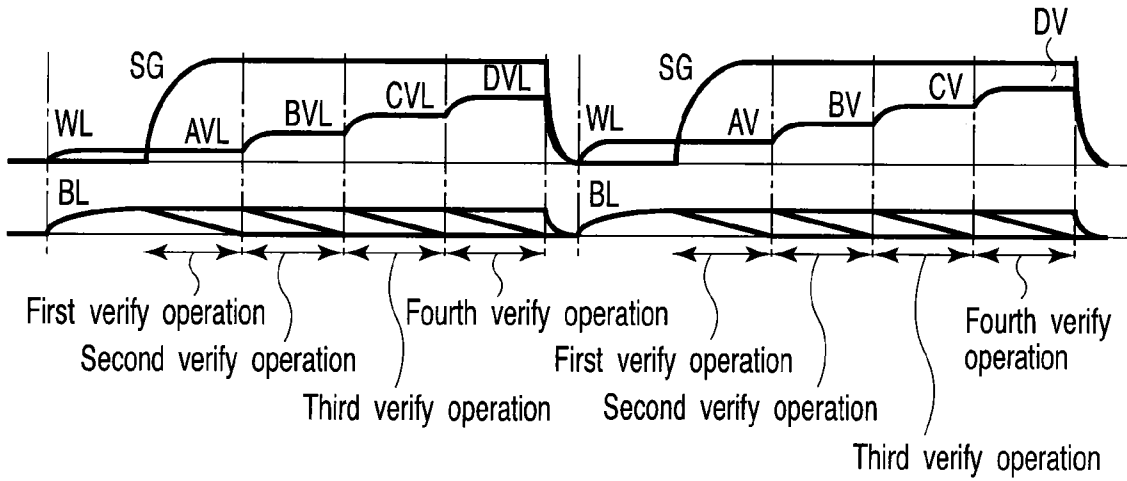 DV
SG
SG
WL AVL BVL CVL DVL
WL AV BV CV
BL
BL
First verify operation
Second verify operation
Third verify operation
Fourth verify operation
First verify operation
Second verify operation
Third verify operation
Fourth verify
operation